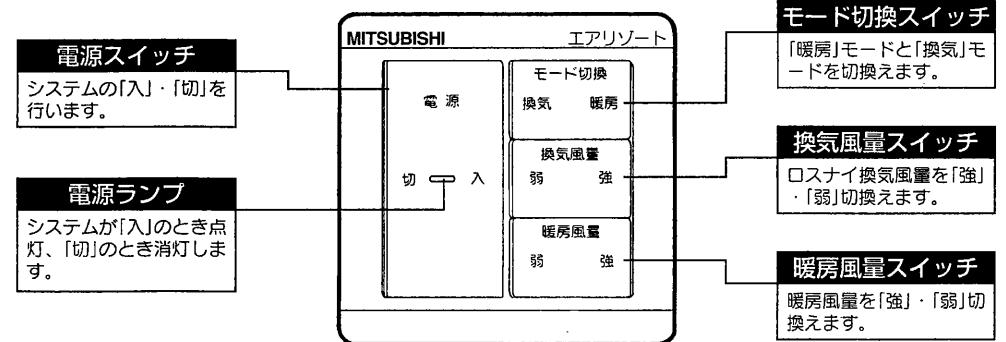 電源スイッチ
システムの｢入｣・｢切｣を
行います。
電源ランプ
システムが｢入｣のとき点
灯、｢切｣のとき消灯しま
す。
MITSUBISHI エアリゾート
電源
切 入
モード切換
換気 暖房
換気風量
弱 強
暖房風量
弱 強
モード切換スイッチ
｢暖房｣モードと｢換気｣モ
ードを切換えます。
換気風量スイッチ
ロスナイ換気風量を｢強｣
・｢弱｣切換えます。
暖房風量スイッチ
暖房風量を｢強｣・｢弱｣切
換えます。